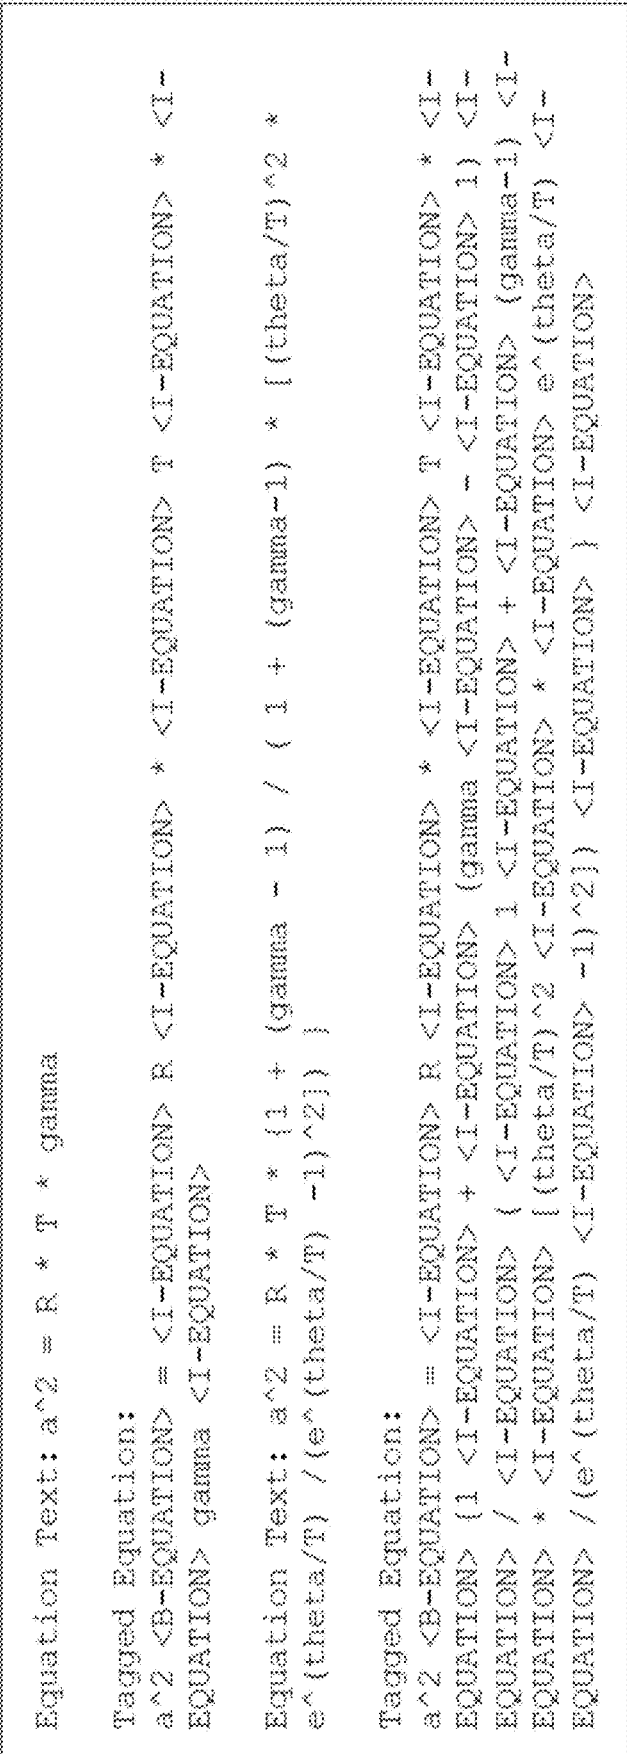 Equation Text: a^2 = R * T * gamma
Tagged Equation:
a^2 <B-EQUATION> = <I-EQUATION> R <I-EQUATION> * <I-EQUATION> T <I-EQUATION> * <I-
EQUATION> gamma <I-EQUATION>
Equation Text: a^2 = R * T * {1 + (gamma - 1) / ( 1 + (gamma-1) * [(theta/T)^2 *
e^(theta/T) /(e^(theta/T) -1)^2]) }
Tagged Equation:
a^2 <B-EQUATION> = <I-EQUATION> R <I-EQUATION> * <I-EQUATION> T <I-EQUATION> * <I-
EQUATION> {1 <I-EQUATION> + <I-EQUATION> (gamma <I-EQUATION> - <I-EQUATION> 1) <I-
EQUATION> / <I-EQUATION> ( <I-EQUATION> 1 <I-EQUATION> + <I-EQUATION> (gamma-1) <I-
EQUATION> * <I-EQUATION> [(theta/T)^2 <I-EQUATION> * <I-EQUATION> e^(theta/T) <I-
EQUATION> /(e^(theta/T) <I-EQUATION> -1)^2]) <I-EQUATION> } <I-EQUATION>